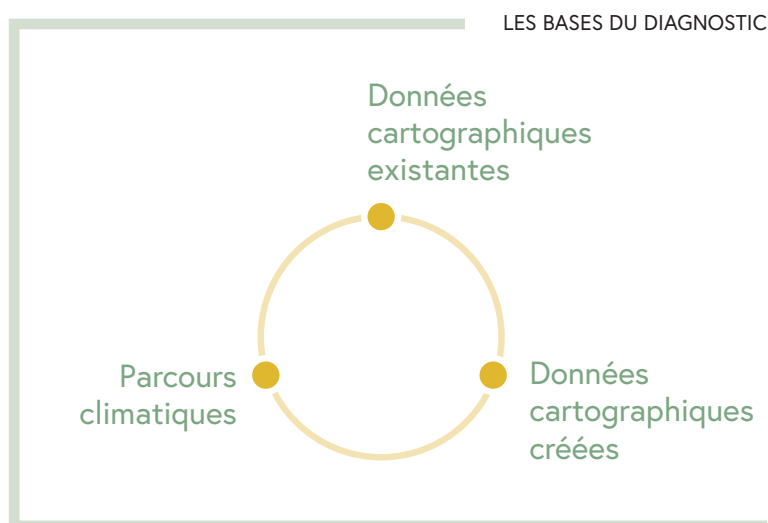 LES BASES DU DIAGNOSTIC
Données
cartographiques
existantes
Parcours
climatiques
Données
cartographiques
créées